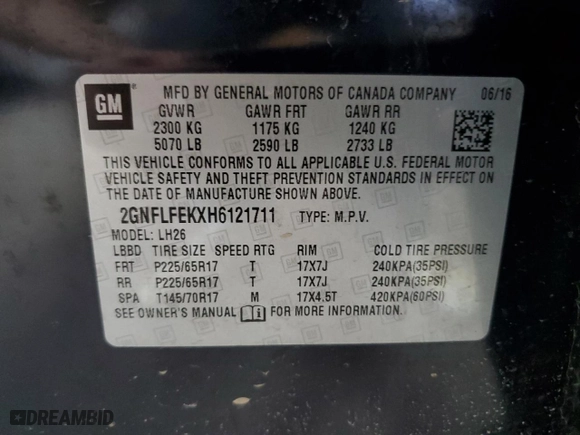 GM
MFD BY GENERAL MOTORS OF CANADA COMPANY 06/16
GVWR GAWR FRT GAWR RR
2300 KG 1175 KG 1240 KG
5070 LB 2590 LB 2733 LB
THIS VEHICLE CONFORMS TO ALL APPLICABLE U.S. FEDERAL MOTOR
VEHICLE SAFETY AND THEFT PREVENTION STANDARDS IN EFFECT ON
THE DATE OF MANUFACTURE SHOWN ABOVE.
2GNFLFEKXH6121711 TYPE: M.P.V.
MODEL: LH26
LBBD TIRE SIZE SPEED RTG RIM COLD TIRE PRESSURE
FRT P225/65R17 T 17X7J 240KPA(35PSI)
RR P225/65R17 T 17X7J 240KPA(35PSI)
SPA T145/70R17 M 17X4.5T 420KPA(60PSI)
SEE OWNER'S MANUAL FOR MORE INFORMATION.
DREAMBID